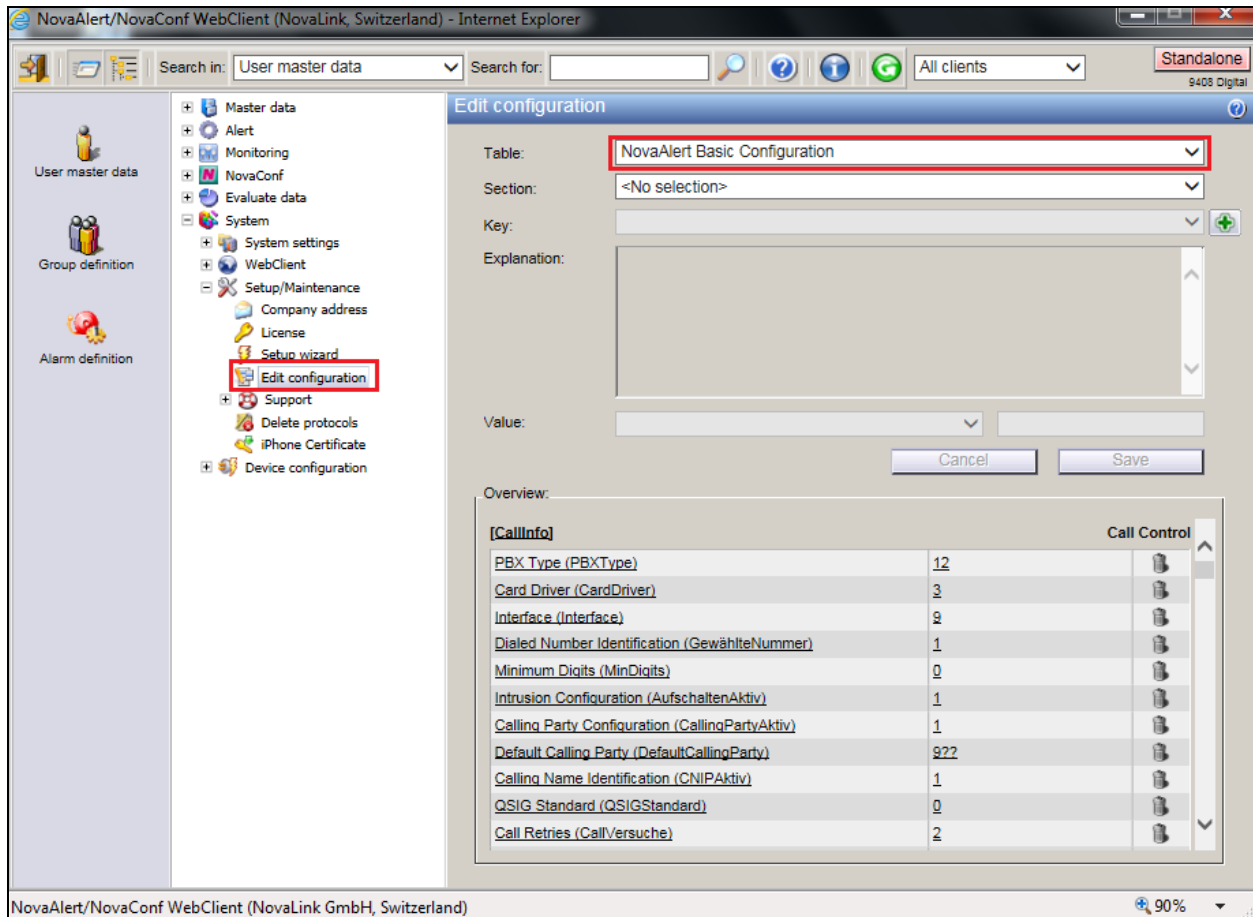 NovaAlert/NovaConf WebClient (NovaLink, Switzerland) - Internet Explorer
Search in: User master data Search for: All clients Standalone
9408 Digital
User master data
Group definition
Alarm definition
Master data
Alert
Monitoring
NovaConf
Evaluate data
System
System settings
WebClient
Setup/Maintenance
Company address
License
Setup wizard
Edit configuration
Support
Delete protocols
iPhone Certificate
Device configuration
Edit configuration
Table: NovaAlert Basic Configuration
Section: <No selection>
Key:
Explanation:
Value:
Cancel Save
Overview:
[CallInfo] Call Control
PBX Type (PBXType) 12
Card Driver (CardDriver) 3
Interface (Interface) 9
Dialed Number Identification (GewählteNummer) 1
Minimum Digits (MinDigits) 0
Intrusion Configuration (AufschaltenAktiv) 1
Calling Party Configuration (CallingPartyAktiv) 1
Default Calling Party (DefaultCallingParty) 9??
Calling Name Identification (CNIPAktiv) 1
QSIG Standard (QSIGStandard) 0
Call Retries (CallVersuche) 2
NovaAlert/NovaConf WebClient (NovaLink GmbH, Switzerland) 90%